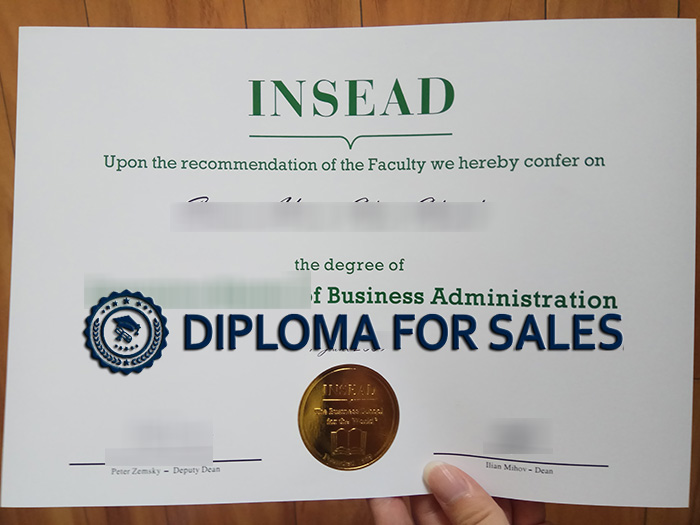 INSEAD
Upon the recommendation of the Faculty we hereby confer on
the degree of
of Business Administration
DIPLOMA FOR SALES
INSEAD
The Business School
for the World
Peter Zemsky – Deputy Dean
Ilian Mihov – Dean